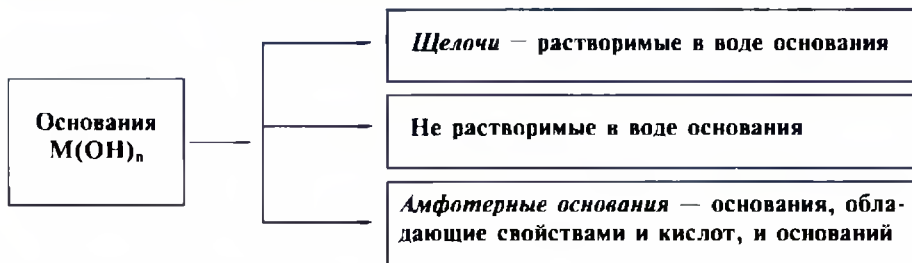 Щелочи — растворимые в воде основания
Основания
M(OH)ₙ
Не растворимые в воде основания
Амфотерные основания — основания, обла-
дающие свойствами и кислот, и оснований